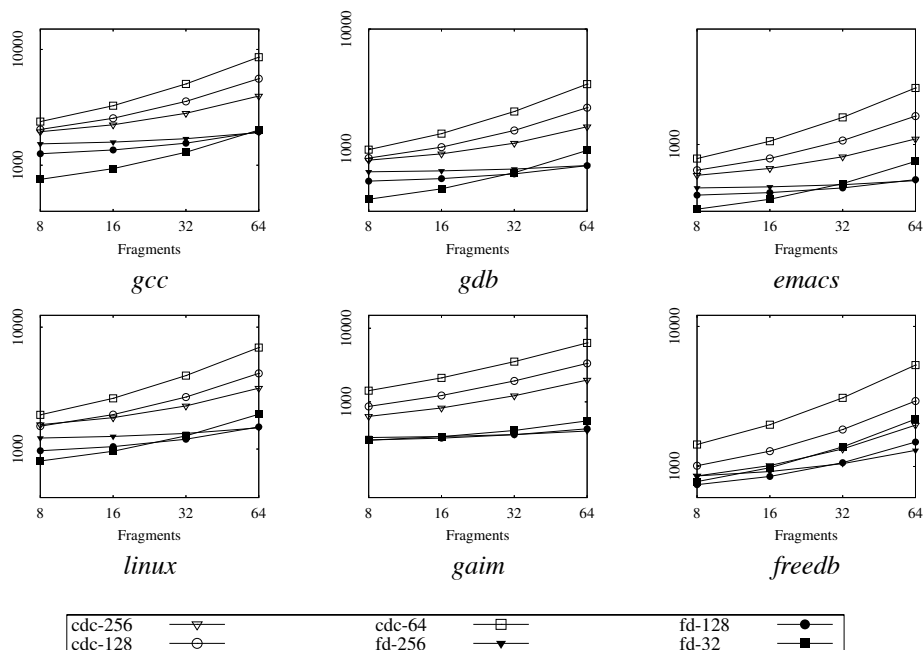 10000
1000
8 16 32 64
Fragments
gcc
10000
1000
8 16 32 64
Fragments
gdb
1000
8 16 32 64
Fragments
emacs
10000
1000
8 16 32 64
Fragments
linux
10000
1000
8 16 32 64
Fragments
gaim
10000
1000
8 16 32 64
Fragments
freedb
cdc-256 cdc-64 fd-128
cdc-128 fd-256 fd-32